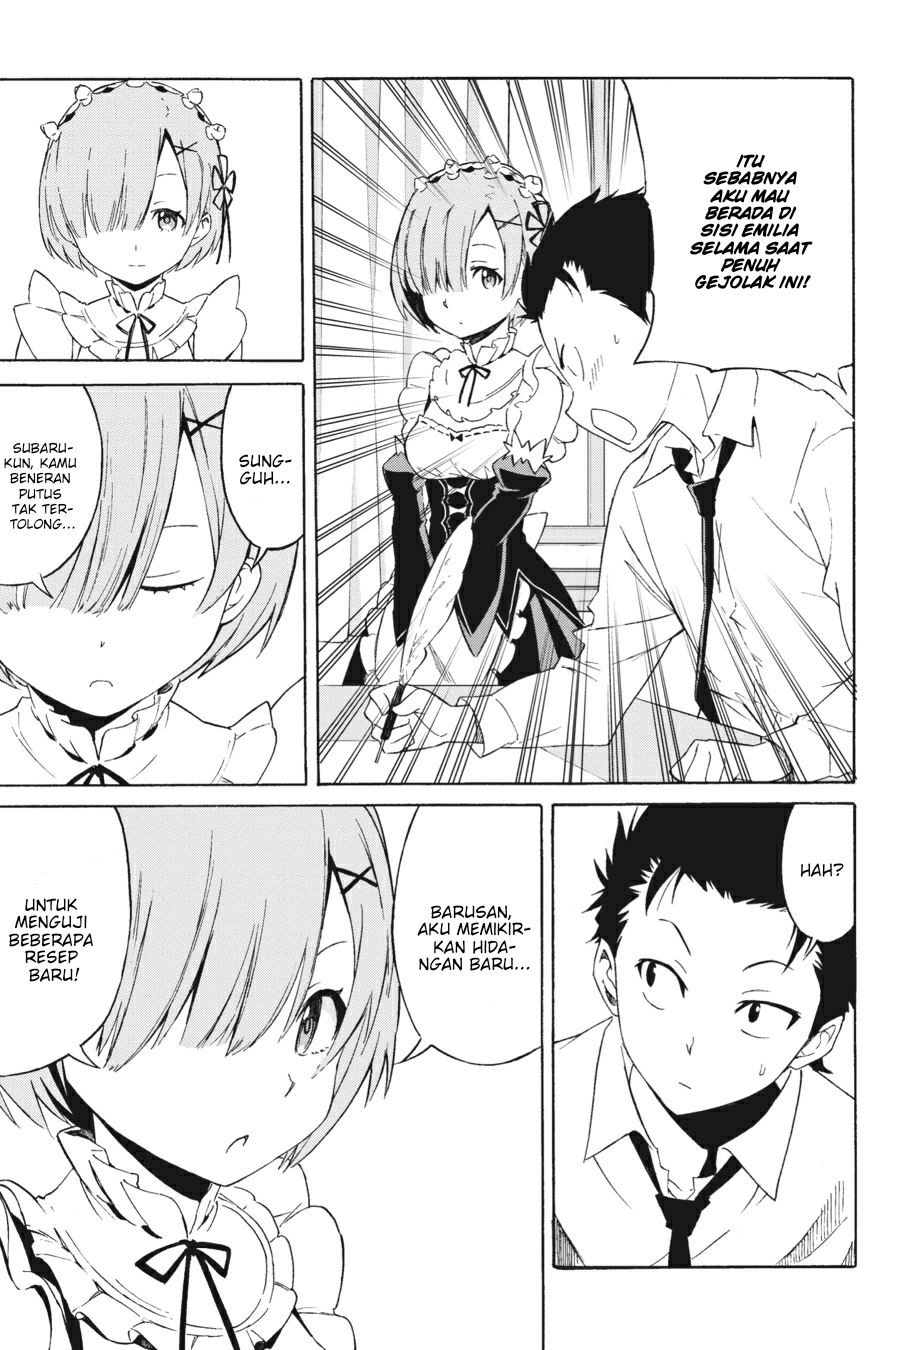 ITU
SEBABNYA
AKU MAU
BERADA DI
SISI EMILIA
SELAMA SAAT
PENUH
GEJOLAK INI!
SUNG-
GUH...
SUBARU-
KUN, KAMU
BENERAN
PUTUS
TAK TER-
TOLONG...
HAH?
BARUSAN,
AKU MEMIKIR-
KAN HIDA-
NGAN BARU...
UNTUK
MENGUJI
BEBERAPA
RESEP
BARU!